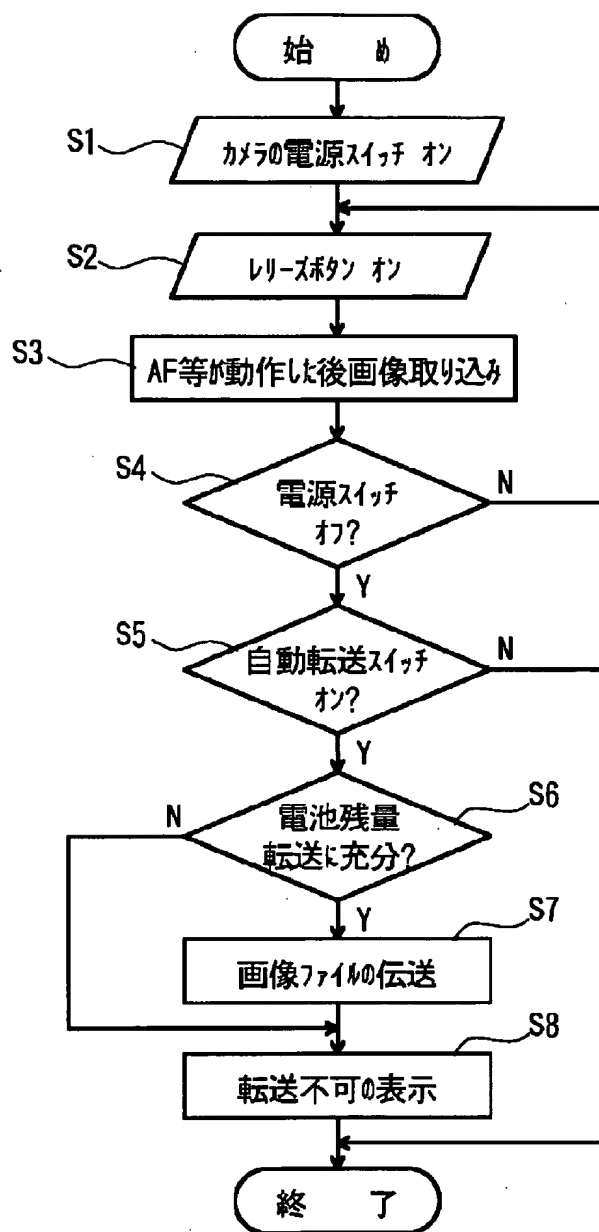 始 め
S1
カメラの電源スイッチ オン
S2
レリーズボタン オン
S3
AF等が動作した後画像取り込み
S4
電源スイッチ
オフ?
N
Y
S5
自動転送スイッチ
オン?
N
Y
S6
電池残量
転送に充分?
N
Y
S7
画像ファイルの伝送
S8
転送不可の表示
終 了